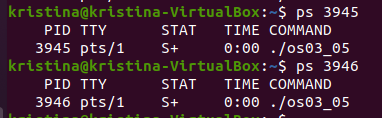 kristina@kristina-VirtualBox:~$ ps 3945
PID TTY STAT TIME COMMAND
3945 pts/1 S+ 0:00 ./os03_05
kristina@kristina-VirtualBox:~$ ps 3946
PID TTY STAT TIME COMMAND
3946 pts/1 S+ 0:00 ./os03_05